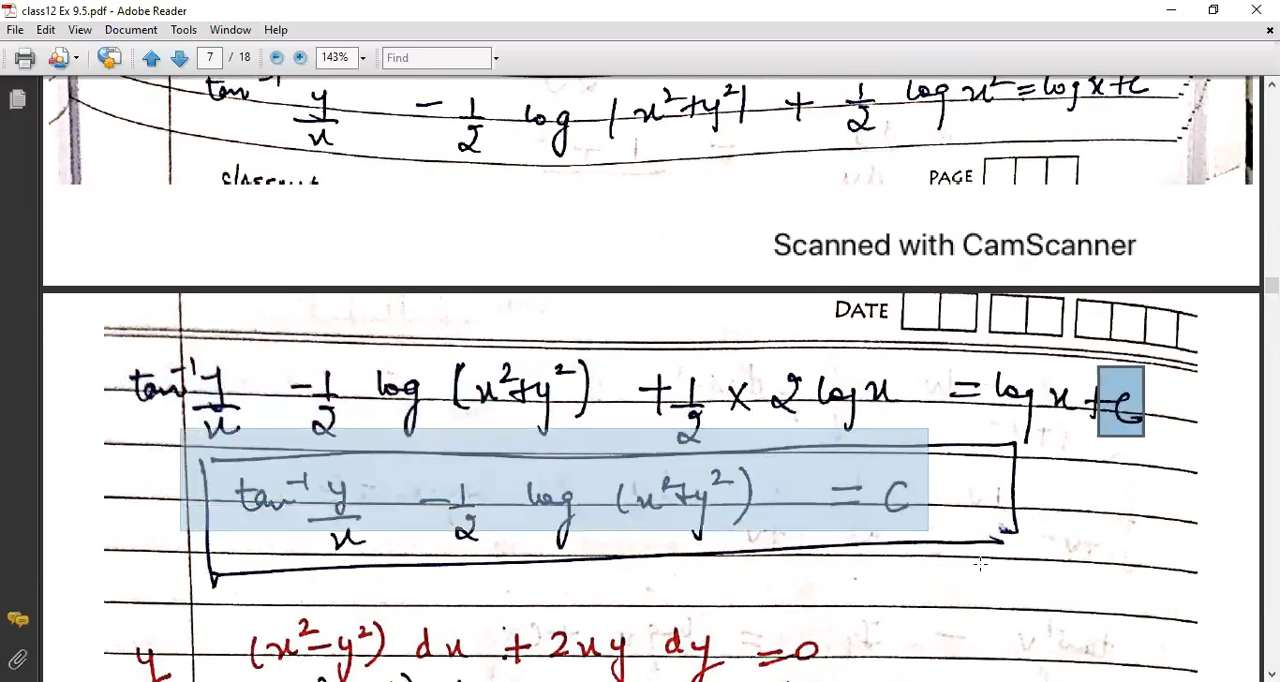 class12 Ex 9.5.pdf - Adobe Reader
File Edit View Document Tools Window Help
7 / 18 143% Find
tan⁻¹ y/x - 1/2 log |x²+y²| + 1/2 log x² = log x + c
PAGE
Scanned with CamScanner
DATE
tan⁻¹ y/x - 1/2 log (x²+y²) + 1/2 × 2 log x = log x + C
tan⁻¹ y/x - 1/2 log (x²+y²) = C
4 (x²-y²) dx + 2xy dy = 0